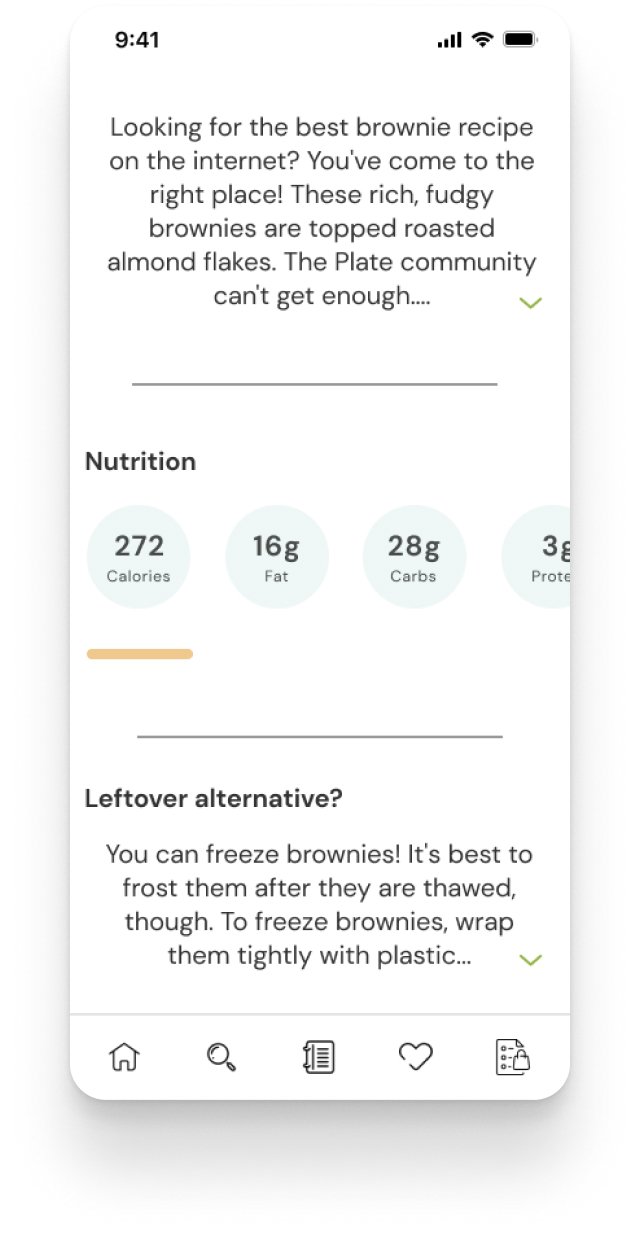 9:41
Looking for the best brownie recipe
on the internet? You've come to the
right place! These rich, fudgy
brownies are topped roasted
almond flakes. The Plate community
can't get enough....
Nutrition
272 16g 28g 3g
Calories Fat Carbs Prote
Leftover alternative?
You can freeze brownies! It's best to
frost them after they are thawed,
though. To freeze brownies, wrap
them tightly with plastic...